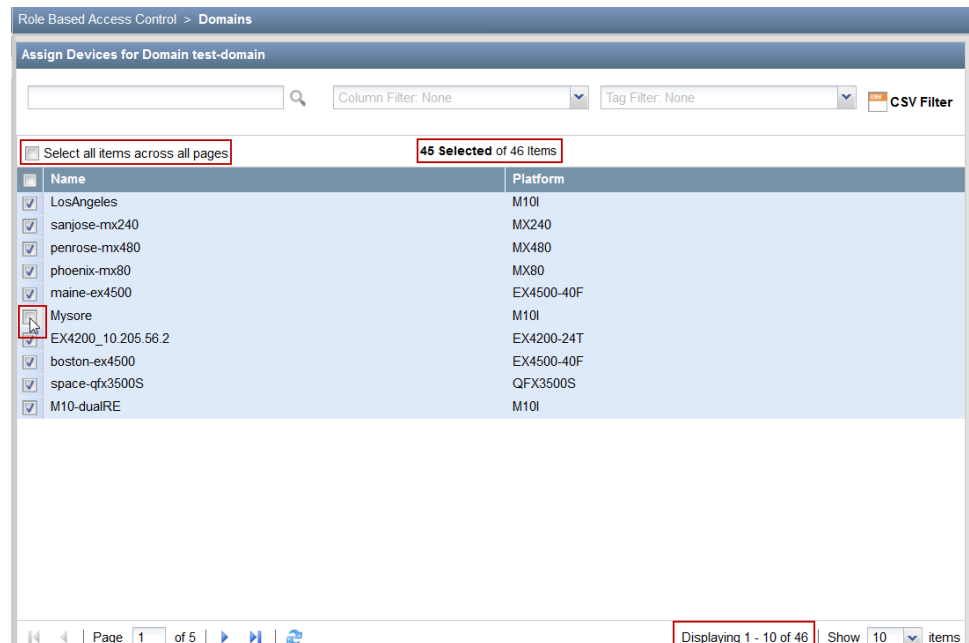 Role Based Access Control > Domains
Assign Devices for Domain test-domain
Column Filter: None Tag Filter: None CSV CSV Filter
Select all items across all pages 45 Selected of 46 Items
Name Platform
LosAngeles M10I
sanjose-mx240 MX240
penrose-mx480 MX480
phoenix-mx80 MX80
maine-ex4500 EX4500-40F
Mysore M10I
EX4200_10.205.56.2 EX4200-24T
boston-ex4500 EX4500-40F
space-qfx3500S QFX3500S
M10-dualRE M10I
Page 1 of 5 Displaying 1 - 10 of 46 Show 10 items